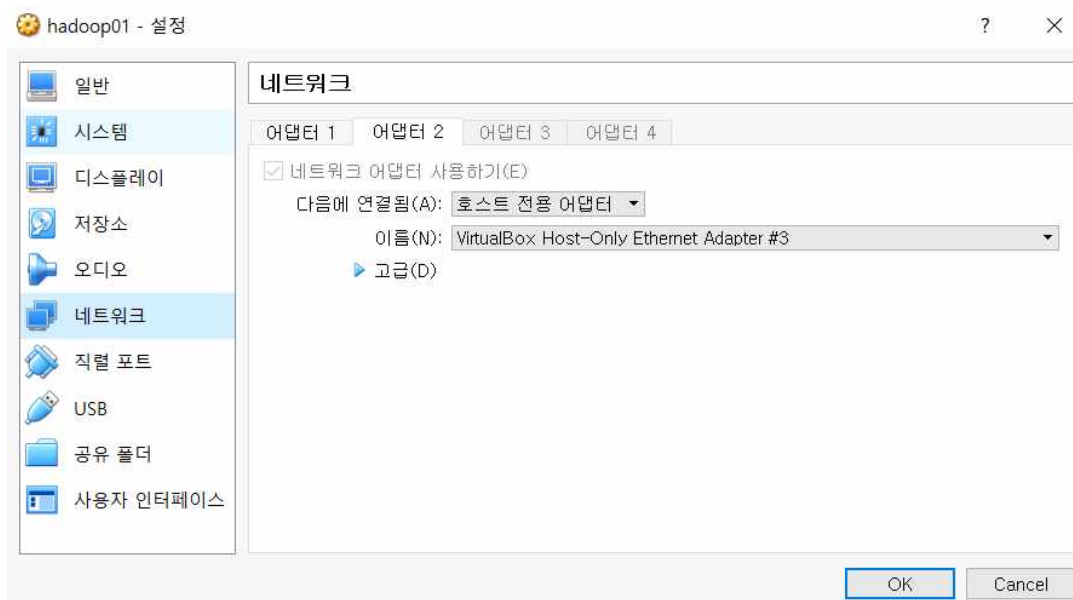 hadoop01 - 설정
?
일반
시스템
디스플레이
저장소
오디오
네트워크
직렬 포트
USB
공유 폴더
사용자 인터페이스
네트워크
어댑터 1 어댑터 2 어댑터 3 어댑터 4
네트워크 어댑터 사용하기(E)
다음에 연결됨(A): 호스트 전용 어댑터
이름(N): VirtualBox Host-Only Ethernet Adapter #3
고급(D)
OK Cancel